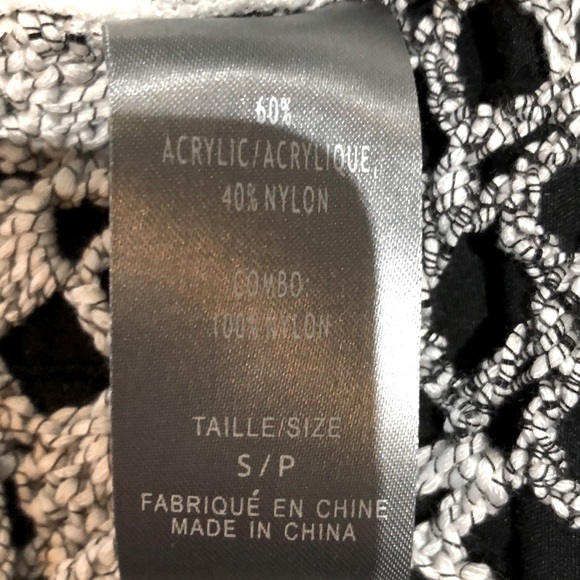 60%
ACRYLIC/ACRYLIQUE,
40% NYLON
COMBO:
100% NYLON
TAILLE/SIZE
S/P
FABRIQUÉ EN CHINE
MADE IN CHINA